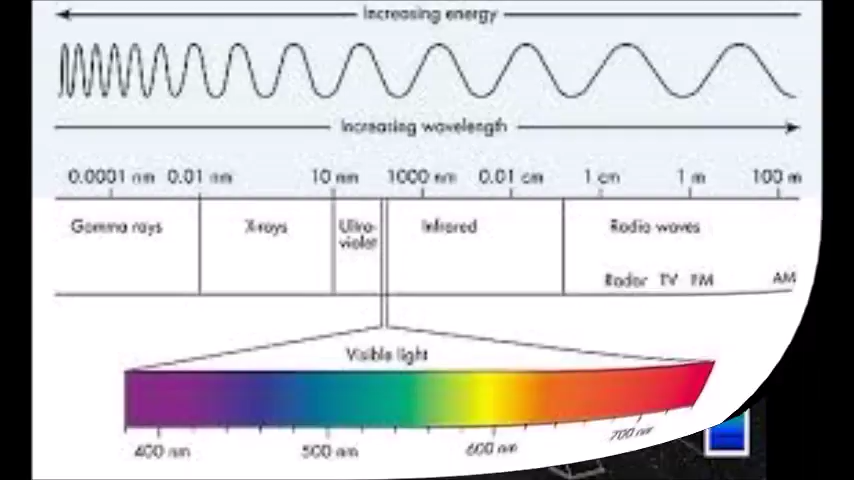 Increasing energy
Increasing wavelength
0.0001 nm 0.01 nm 10 nm 1000 nm 0.01 cm 1 cm 1 m 100 m
Gamma rays X-rays Ultra-violet Infrared Radio waves
Radar TV FM AM
Visible light
400 nm 500 nm 600 nm 700 nm